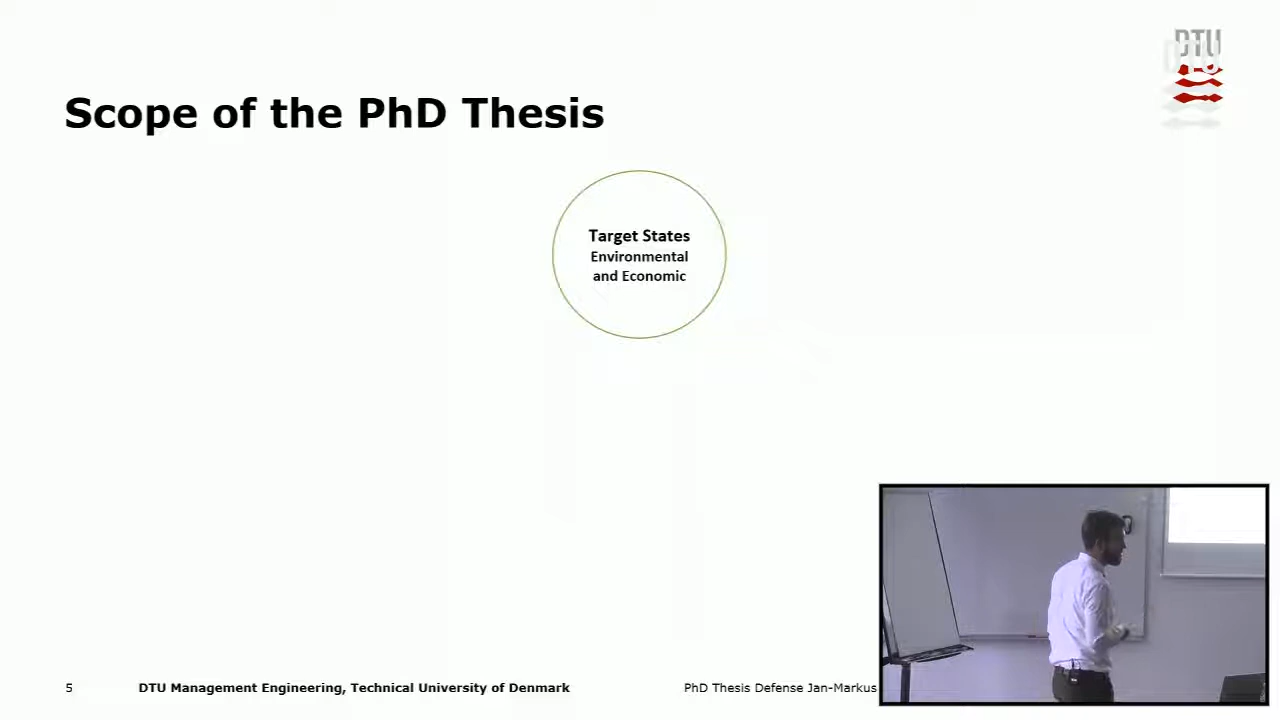 DTU
Scope of the PhD Thesis
Target States
Environmental
and Economic
5 DTU Management Engineering, Technical University of Denmark PhD Thesis Defense Jan-Markus